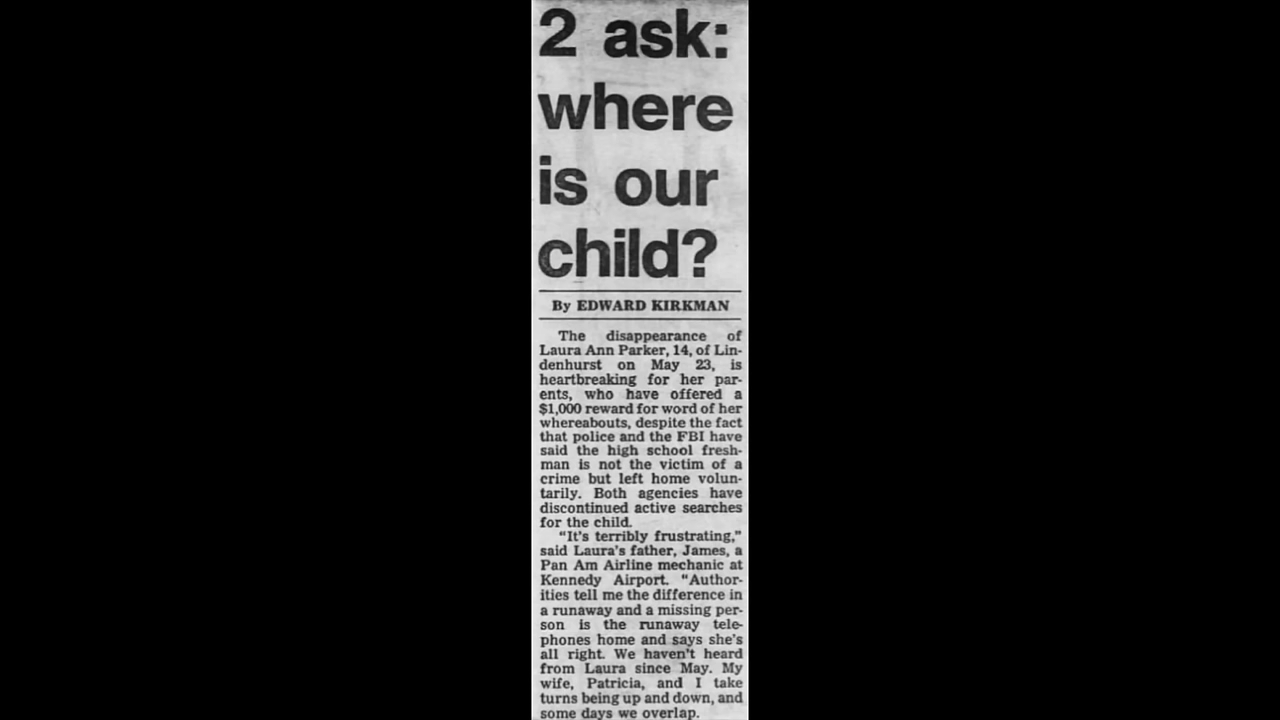 2 ask:
where
is our
child?
By EDWARD KIRKMAN
The disappearance of
Laura Ann Parker, 14, of Lin-
denhurst on May 23, is
heartbreaking for her par-
ents, who have offered a
$1,000 reward for word of her
whereabouts, despite the fact
that police and the FBI have
said the high school fresh-
man is not the victim of a
crime but left home volun-
tarily. Both agencies have
discontinued active searches
for the child.
“It's terribly frustrating,”
said Laura's father, James, a
Pan Am Airline mechanic at
Kennedy Airport. “Author-
ities tell me the difference in
a runaway and a missing per-
son is the runaway tele-
phones home and says she's
all right. We haven't heard
from Laura since May. My
wife, Patricia, and I take
turns being up and down, and
some days we overlap.